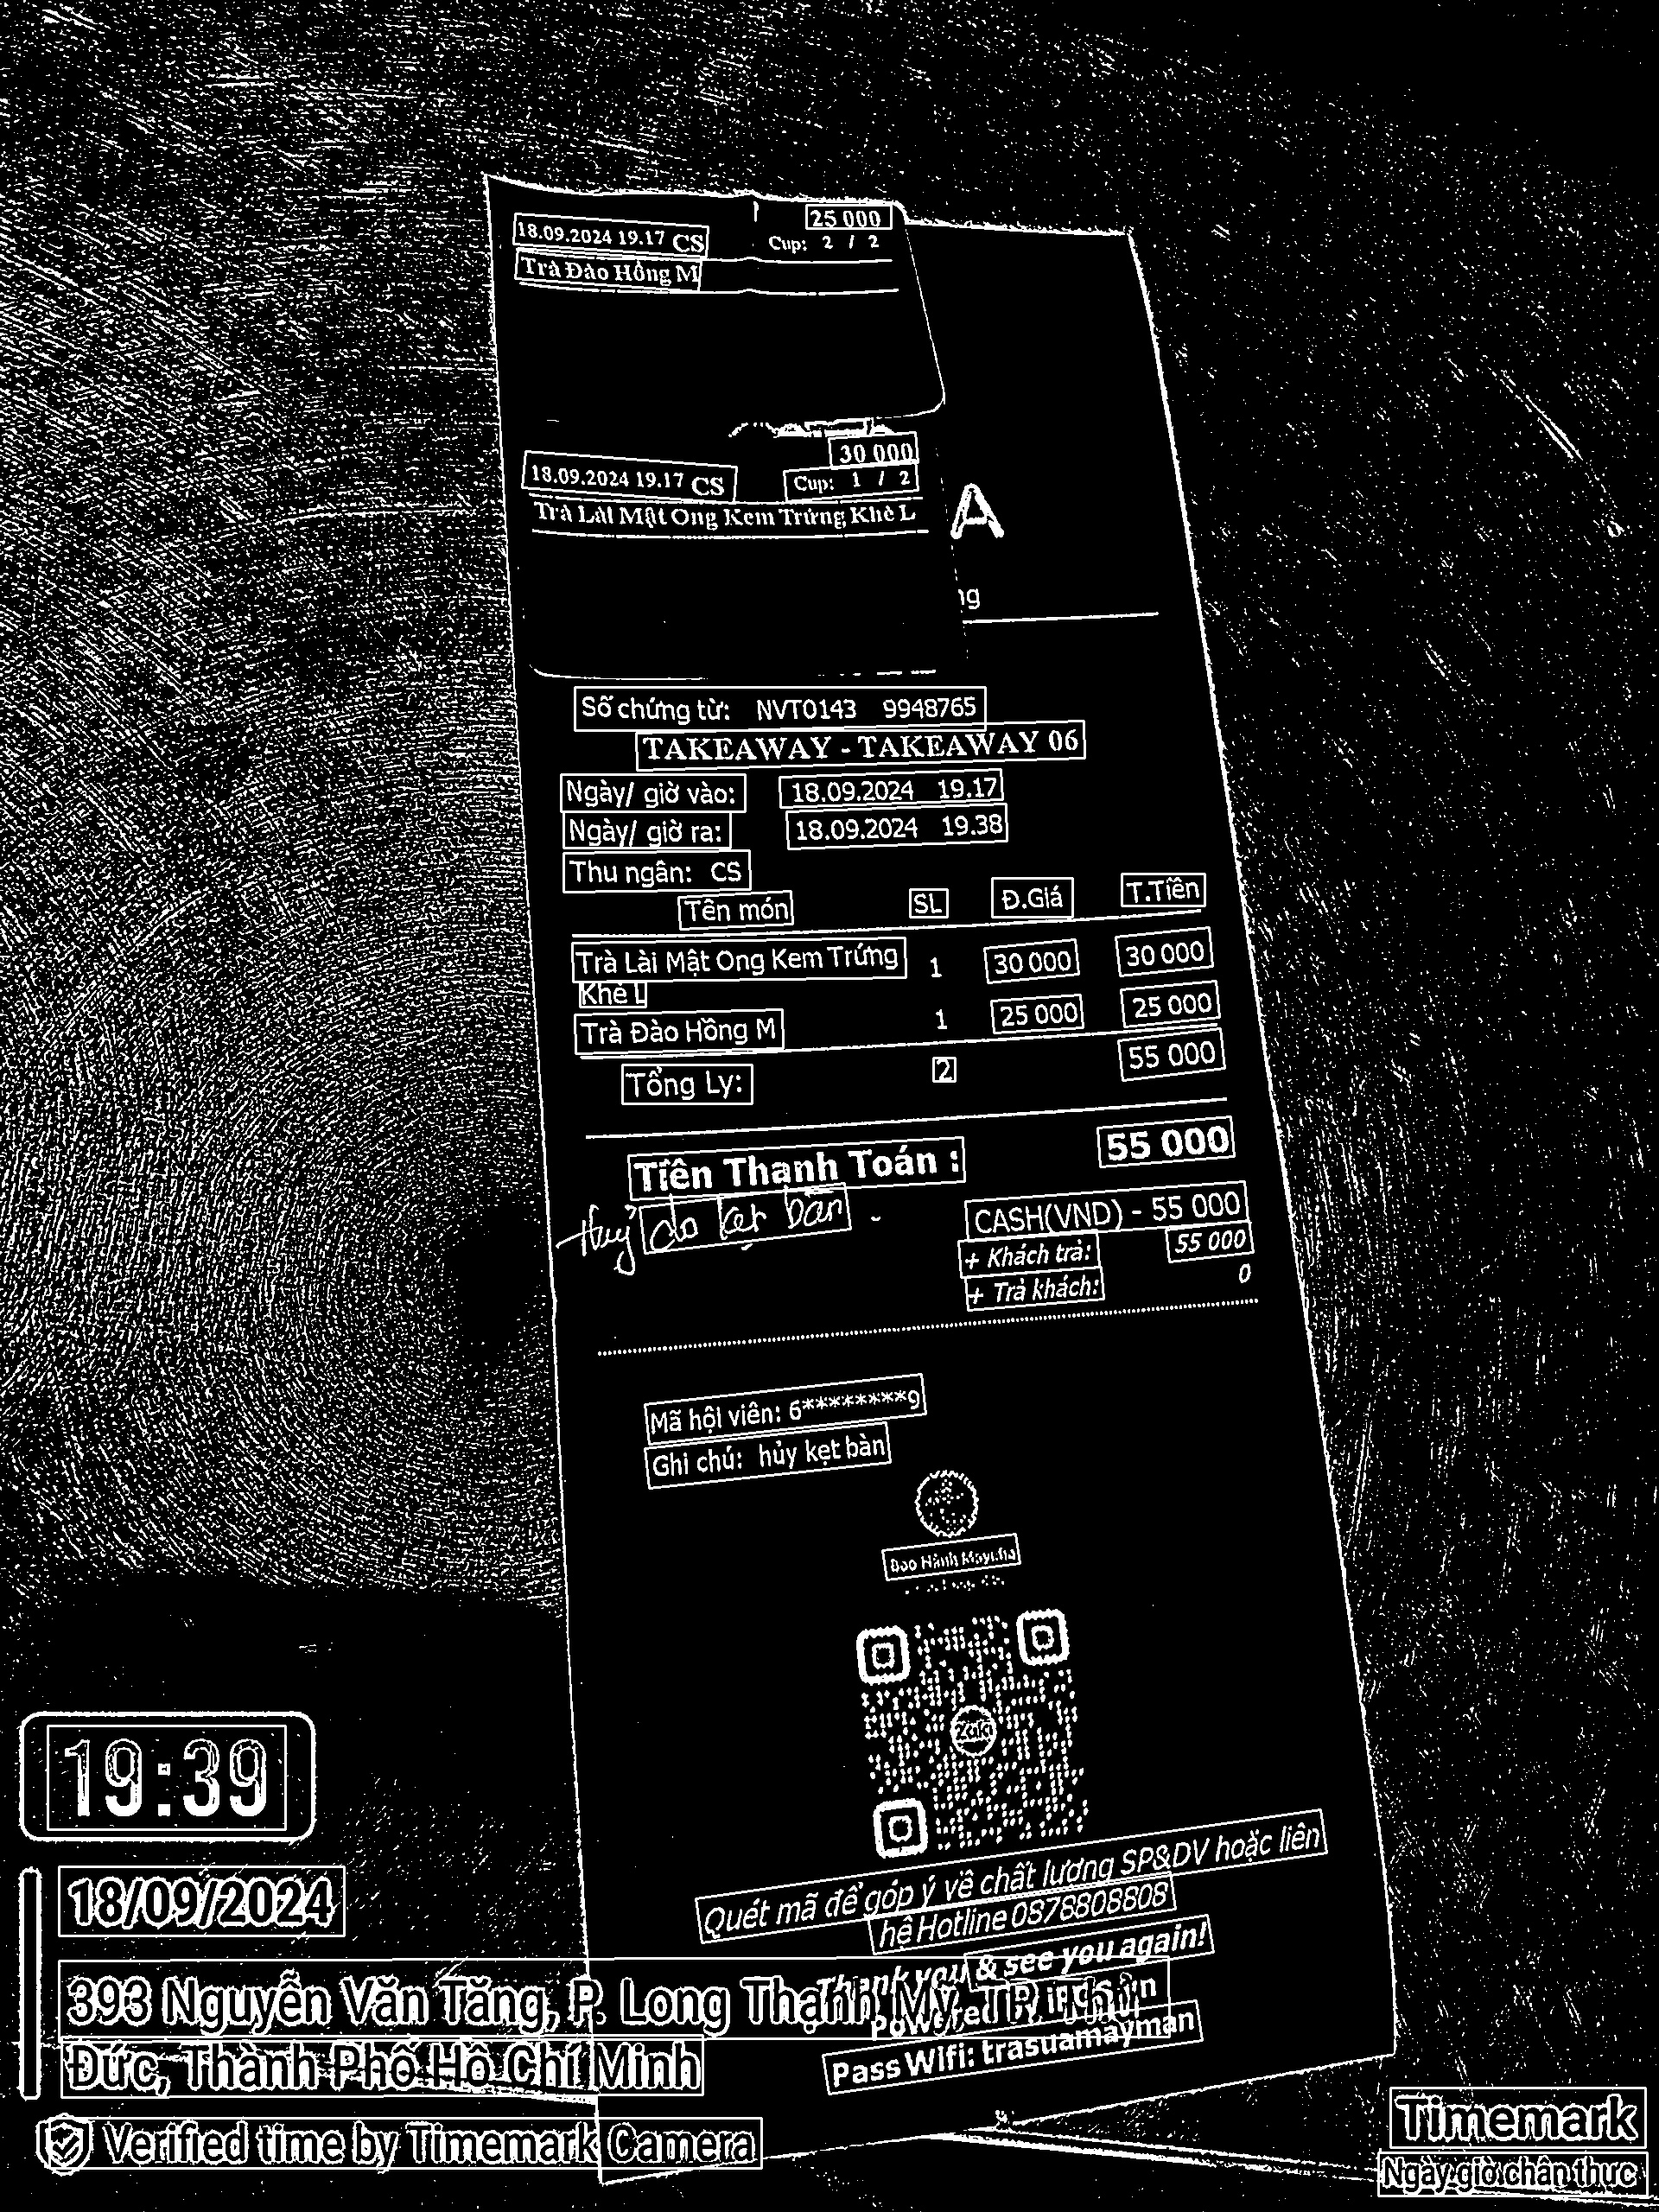 25 000
18.09.2024 19.17 CS Cup: 2 / 2
Trà Đào Hồng M
30 000
18.09.2024 19.17 CS Cup: 1 / 2
Trà Lài Mật Ong Kem Trứng Khè L
A
ng
Số chứng từ: NVT0143 9948765
TAKEAWAY - TAKEAWAY 06
Ngày/ giờ vào: 18.09.2024 19.17
Ngày/ giờ ra: 18.09.2024 19.38
Thu ngân: CS
Tên món SL Đ.Giá T.Tiền
Trà Lài Mật Ong Kem Trứng 1 30 000 30 000
Khè L
Trà Đào Hồng M 1 25 000 25 000
Tổng Ly: 2 55 000
Tiền Thanh Toán : 55 000
Huỷ do kẹt bàn .
CASH(VND) - 55 000
+ Khách trả: 55 000
+ Trả khách: 0
Mã hội viên: 6********9
Ghi chú: hủy kẹt bàn
Zalo
Quét mã để góp ý về chất lượng SP&DV hoặc liên
hệ Hotline 0878808808
Thank you & see you again!
Powered
Pass Wifi: trasuamayman
19:39
18/09/2024
393 Nguyễn Văn Tăng, P. Long Thạnh Mỹ, TP. Thủ
Đức, Thành Phố Hồ Chí Minh
Verified time by Timemark Camera
Timemark
Ngày giờ chân thực